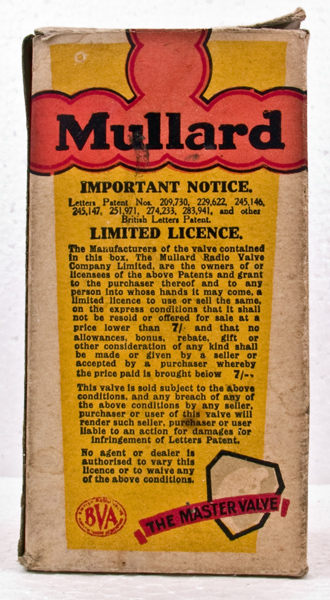 Mullard
IMPORTANT NOTICE.
Letters Patent Nos. 209,730, 229,622, 245,146,
245,147, 251,971, 274,233, 283,941, and other
British Letters Patent.
LIMITED LICENCE.
The Manufacturers of the valve contained
in this box, The Mullard Radio Valve
Company Limited, are the owners of or
licensees of the above Patents and grant
to the purchaser thereof and to any
person into whose hands it may come, a
limited licence to use or sell the same,
on the express conditions that it shall
not be resold or offered for sale at a
price lower than 7/- and that no
allowances, bonus, rebate, gift or
other consideration of any kind shall
be made or given by a seller or
accepted by a purchaser whereby
the price paid is brought below 7/-.
This valve is sold subject to the above
conditions, and any breach of any of
the above conditions by any seller,
purchaser or user of this valve will
render such seller, purchaser or user
liable to an action for damages for
infringement of Letters Patent.
No agent or dealer is
authorised to vary this
licence or to waive any
of the above conditions.
BVA
THE MASTER VALVE